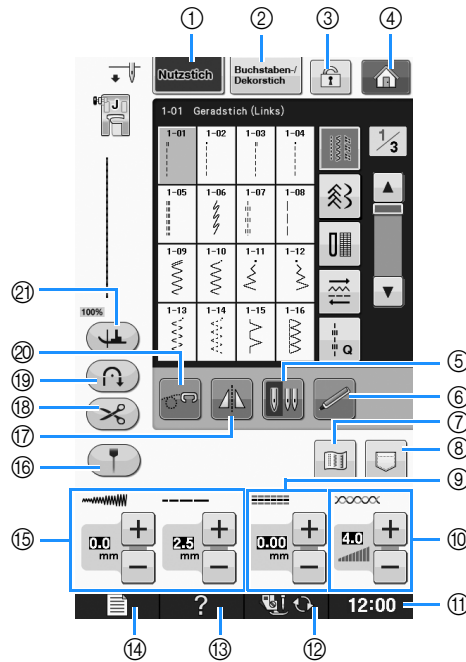 ① ② ③ ④
Nutzstich
Buchstaben-/
Dekorstich
J
1-01 Geradstich (Links)
1/3
1-01 1-02 1-03 1-04
1-05 1-06 1-07 1-08
1-09 1-10 1-11 1-12
1-13 1-14 1-15 1-16
Q
100%
㉑
⑳
⑲
⑱
⑰
⑯
⑤
⑥
⑦
⑧
⑨
⑮
0.0 mm + −
2.5 mm + −
0.00 mm + −
4.0 + −
⑩
? 12:00
⑪
⑭ ⑬ ⑫